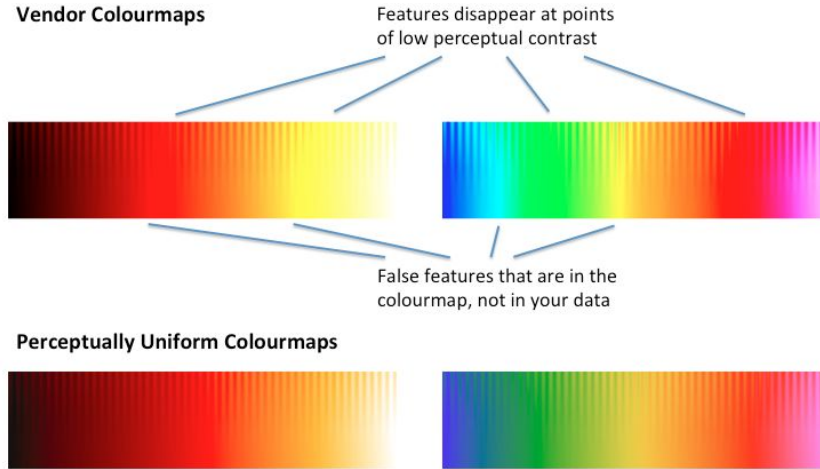 Vendor Colourmaps
Features disappear at points
of low perceptual contrast
False features that are in the
colourmap, not in your data
Perceptually Uniform Colourmaps